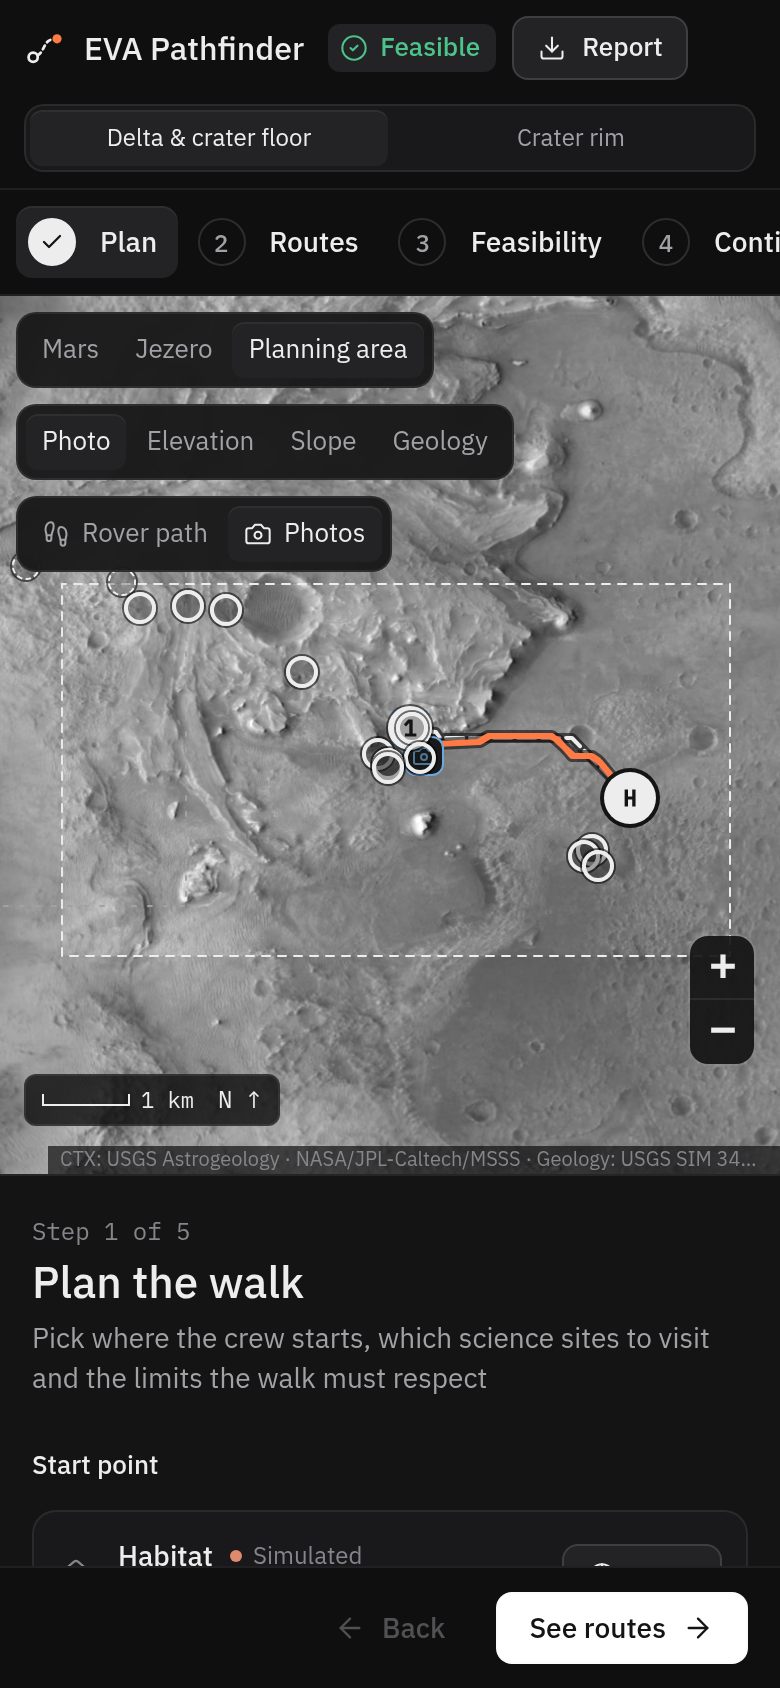 EVA Pathfinder Feasible Report
Delta & crater floor Crater rim
Plan 2 Routes 3 Feasibility 4 Conti
Mars Jezero Planning area
Photo Elevation Slope Geology
Rover path Photos
1
H
+
−
1 km N ↑
CTX: USGS Astrogeology · NASA/JPL-Caltech/MSSS · Geology: USGS SIM 34…
Step 1 of 5
Plan the walk
Pick where the crew starts, which science sites to visit
and the limits the walk must respect
Start point
Habitat Simulated
← Back See routes →